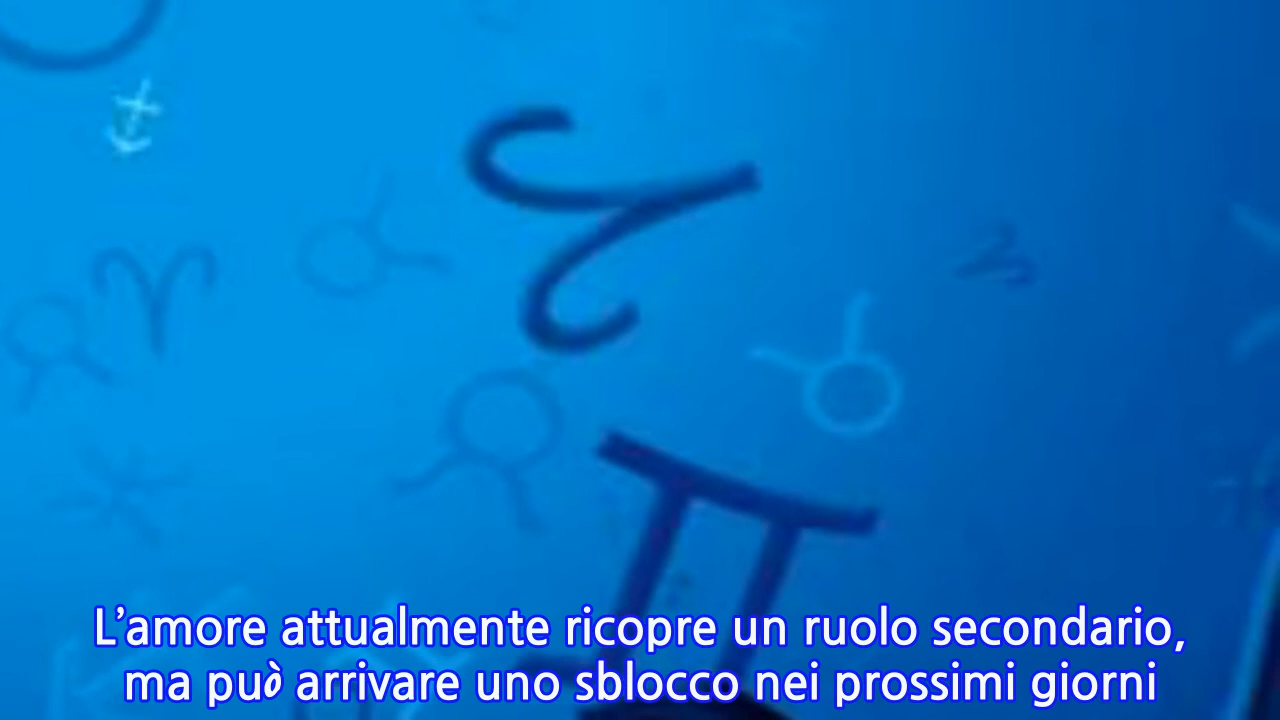 L’amore attualmente ricopre un ruolo secondario,
ma può arrivare uno sblocco nei prossimi giorni